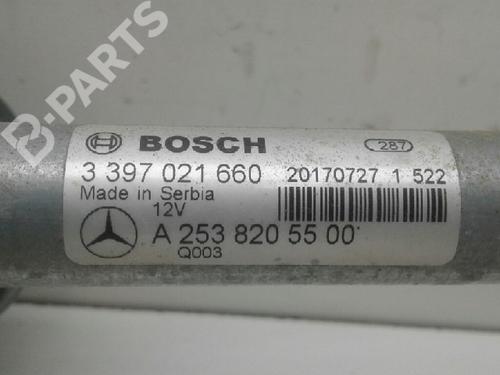 B-PARTS
BOSCH
287
3 397 021 660
20170727 1 522
Made in Serbia
12V
A 253 820 55 00
Q003